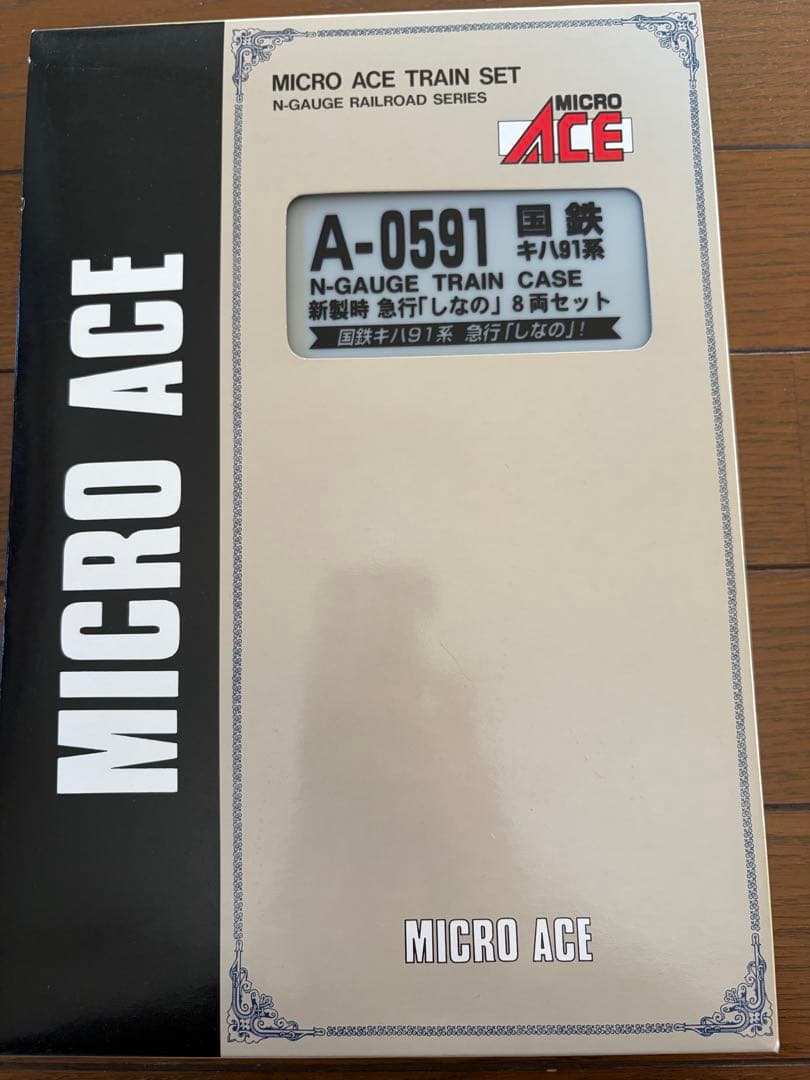 MICRO ACE
MICRO ACE TRAIN SET
N-GAUGE RAILROAD SERIES
MICRO
ACE
A-0591 国鉄
キハ91系
N-GAUGE TRAIN CASE
新製時 急行「しなの」 8両セット
国鉄キハ91系 急行「しなの」!
MICRO ACE